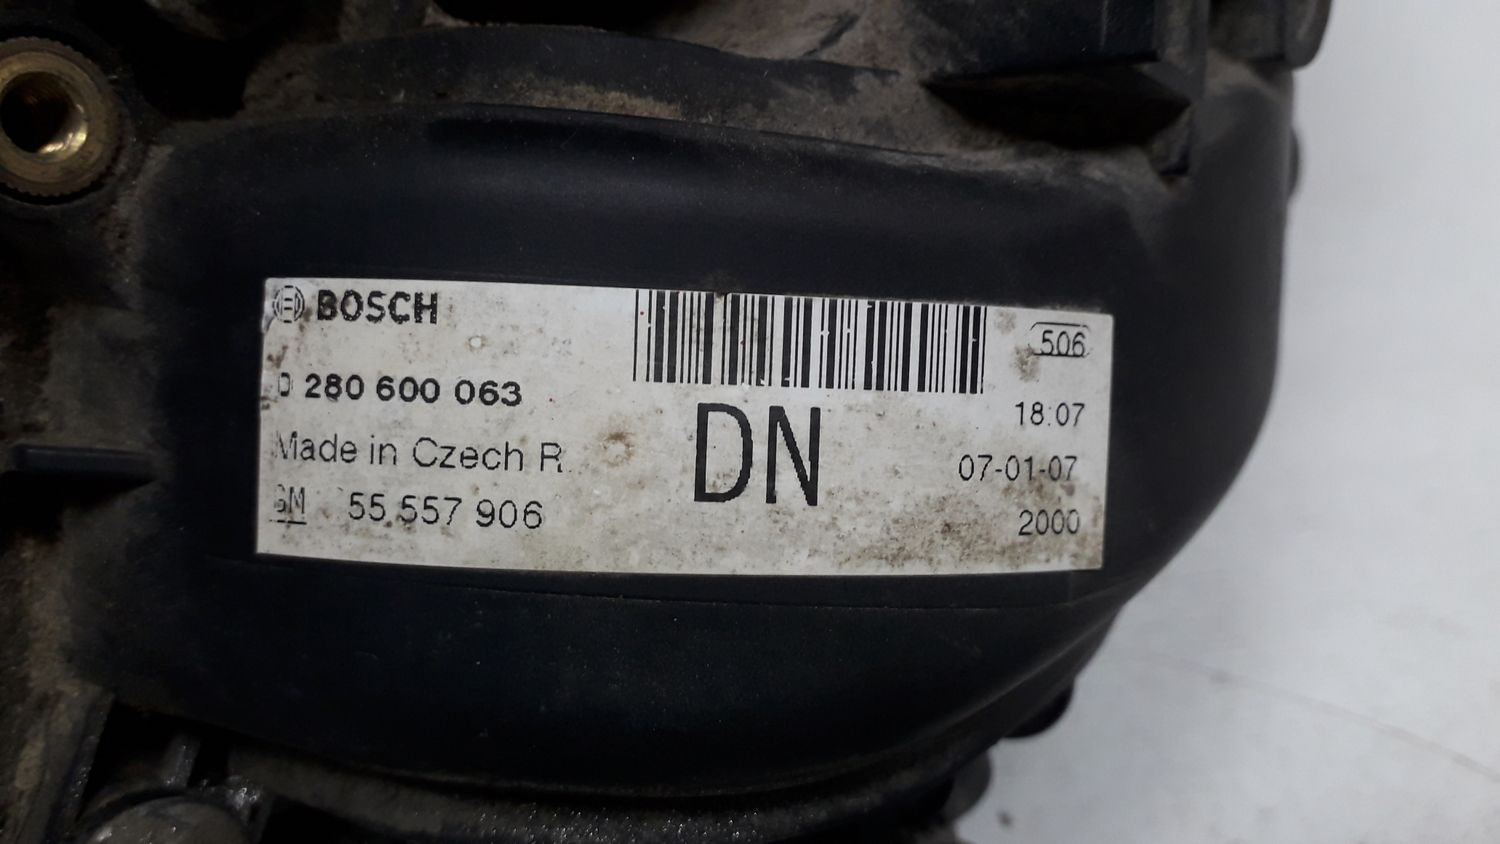 BOSCH
506
0 280 600 063
18:07
Made in Czech R.
DN
07-01-07
GM 55 557 906
2000